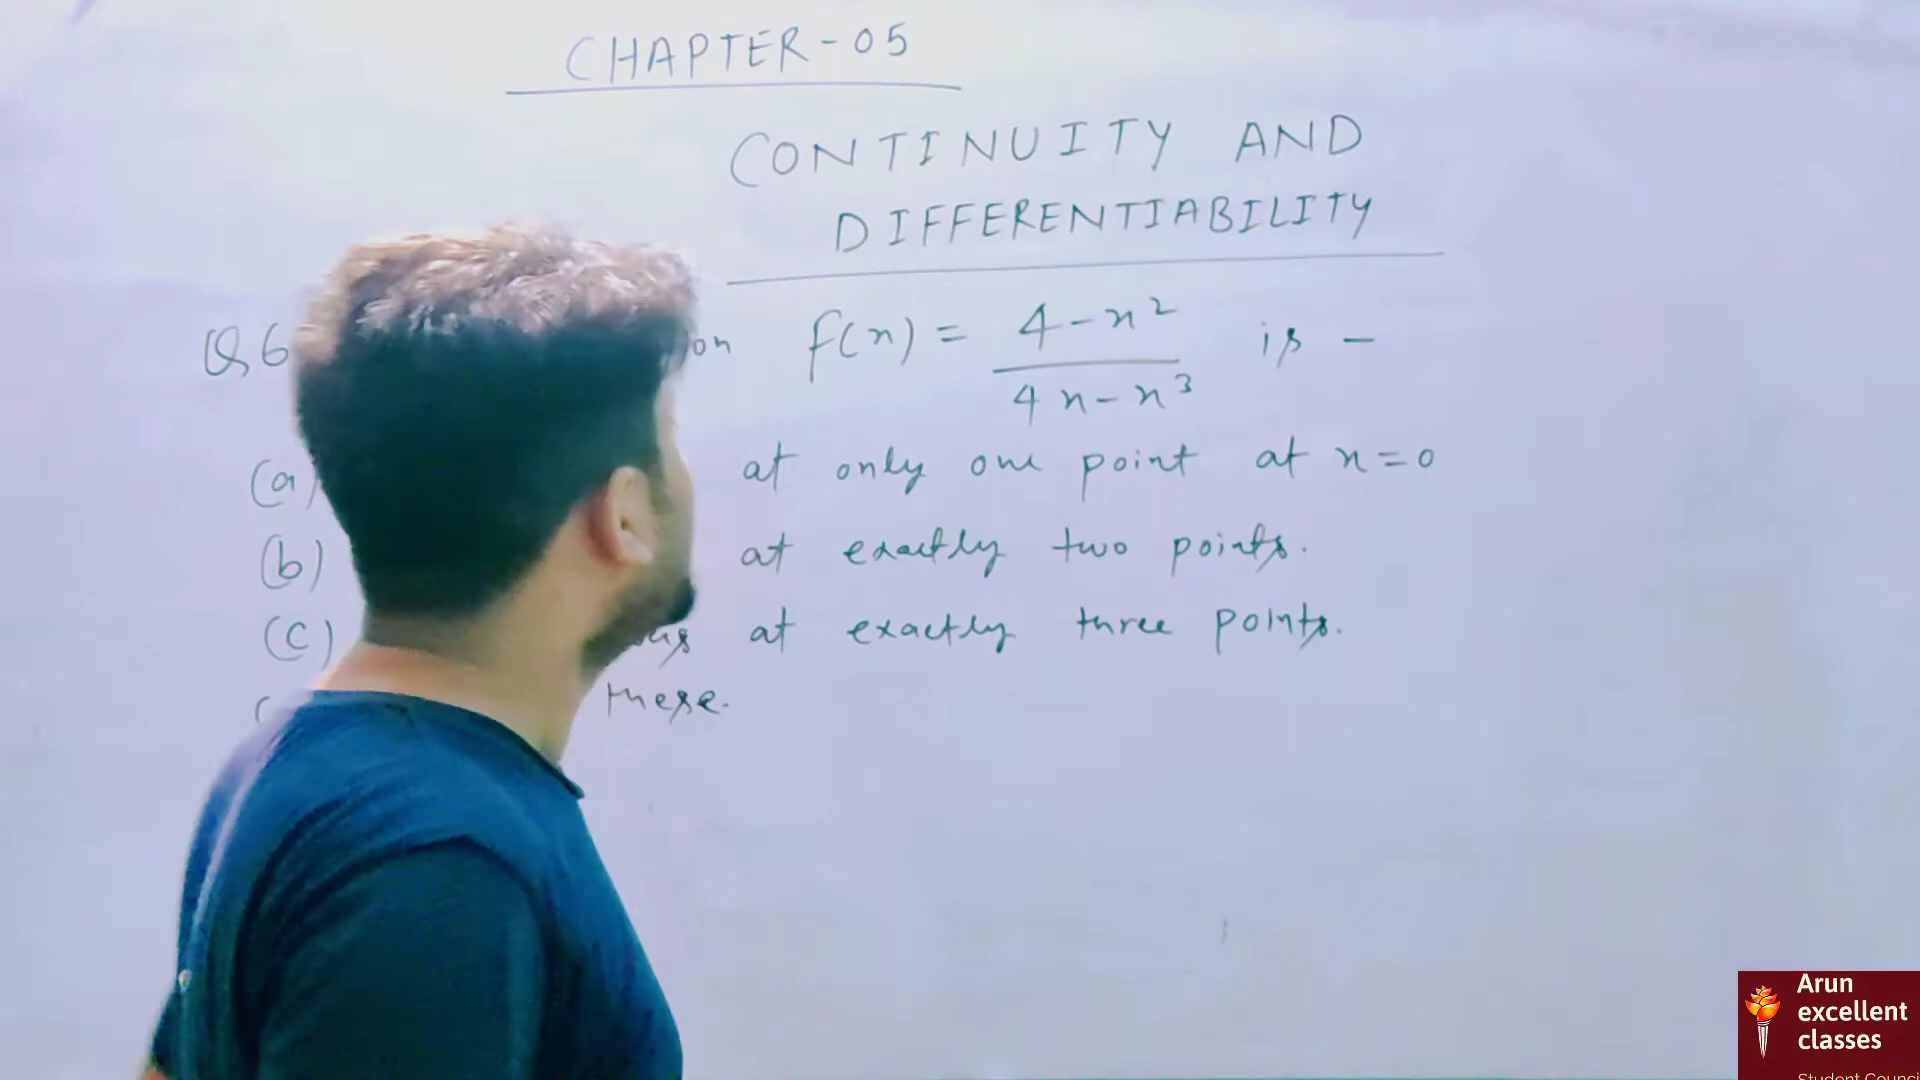 CHAPTER-05
CONTINUITY AND
DIFFERENTIABILITY
Q6 f(x) = 4-x² / 4x-x³ is -
(a) at only one point at x=0
(b) at exactly two points.
(c) at exactly three points.
these.
Arun
excellent
classes